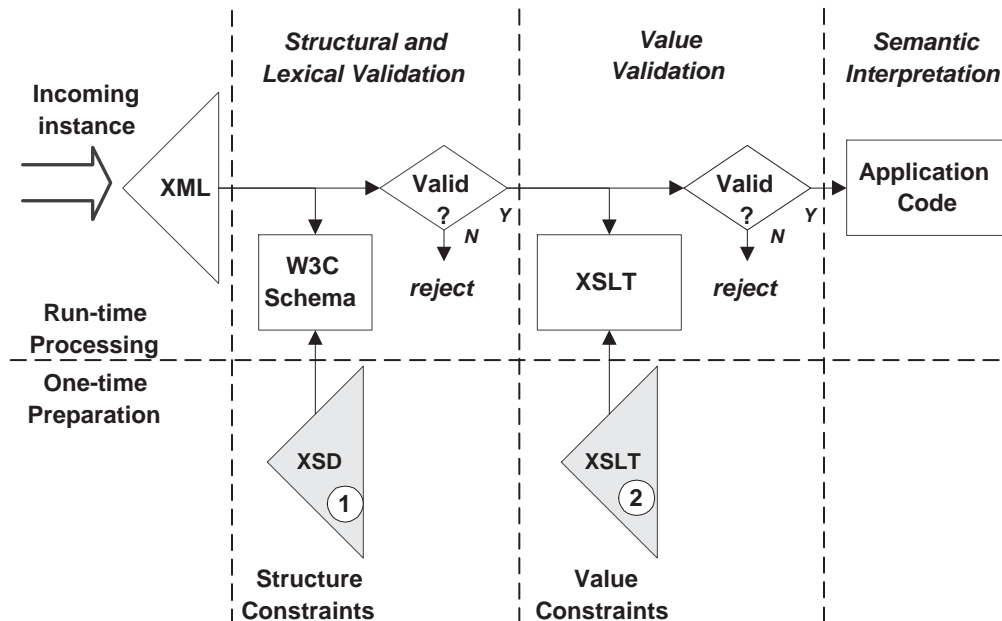 Structural and
Lexical Validation
Value
Validation
Semantic
Interpretation
Incoming
instance
XML
Valid
?
Y
N
reject
W3C
Schema
Valid
?
Y
N
reject
XSLT
Application
Code
Run-time
Processing
One-time
Preparation
XSD
1
XSLT
2
Structure
Constraints
Value
Constraints